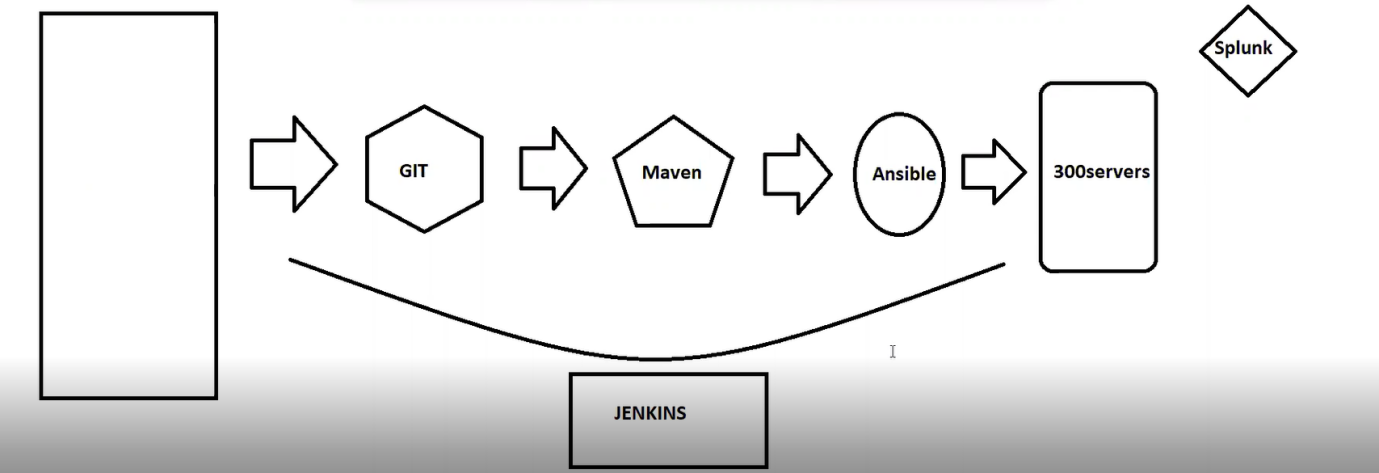 Splunk
GIT
Maven
Ansible
300servers
JENKINS